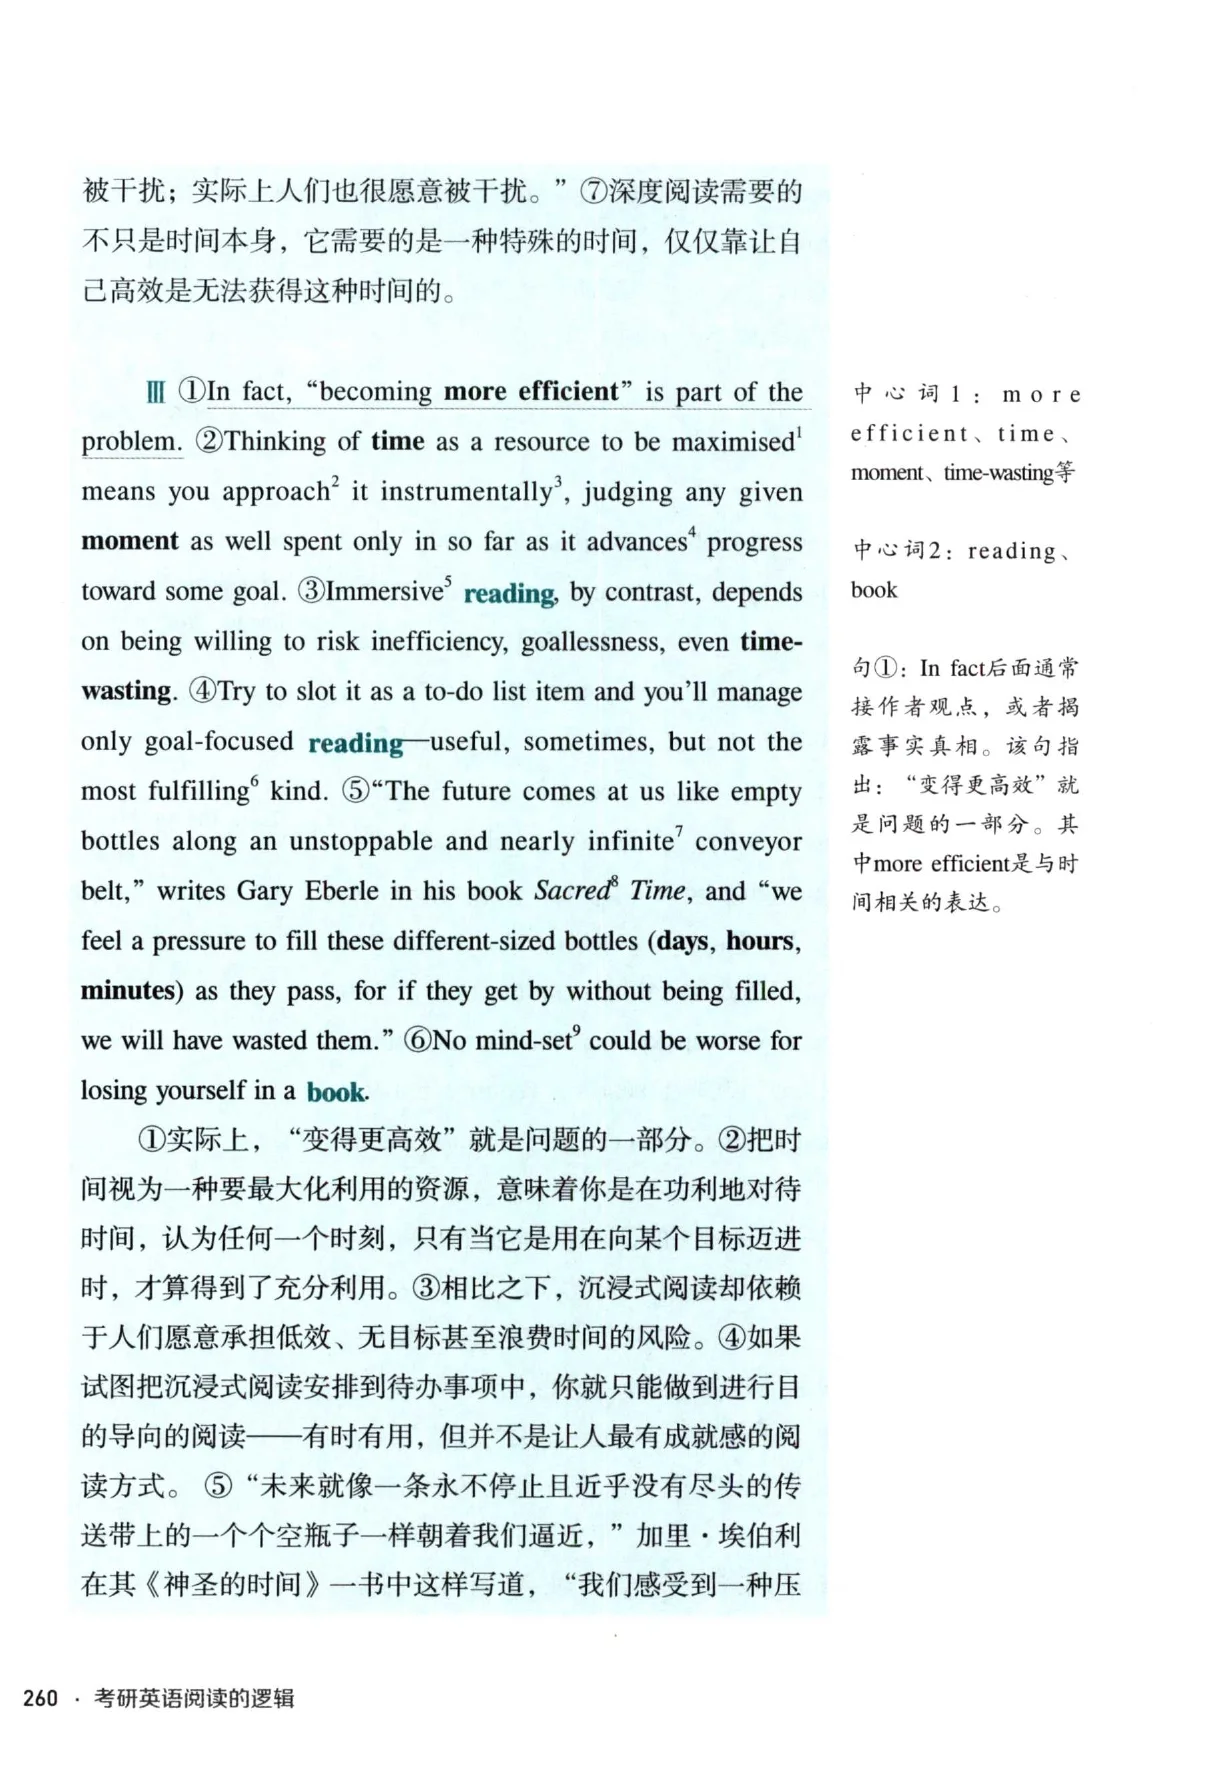 被干扰；实际上人们也很愿意被干扰。”⑦深度阅读需要的
不只是时间本身，它需要的是一种特殊的时间，仅仅靠让自
己高效是无法获得这种时间的。
Ⅲ ①In fact, “becoming more efficient” is part of the
problem. ②Thinking of time as a resource to be maximised1
means you approach2 it instrumentally3, judging any given
moment as well spent only in so far as it advances4 progress
toward some goal. ③Immersive5 reading, by contrast, depends
on being willing to risk inefficiency, goallessness, even time-
wasting. ④Try to slot it as a to-do list item and you’ll manage
only goal-focused reading—useful, sometimes, but not the
most fulfilling6 kind. ⑤“The future comes at us like empty
bottles along an unstoppable and nearly infinite7 conveyor
belt,” writes Gary Eberle in his book Sacred8 Time, and “we
feel a pressure to fill these different-sized bottles (days, hours,
minutes) as they pass, for if they get by without being filled,
we will have wasted them.” ⑥No mind-set9 could be worse for
losing yourself in a book.
①实际上，“变得更高效”就是问题的一部分。②把时
间视为一种要最大化利用的资源，意味着你是在功利地对待
时间，认为任何一个时刻，只有当它是用在向某个目标迈进
时，才算得到了充分利用。③相比之下，沉浸式阅读却依赖
于人们愿意承担低效、无目标甚至浪费时间的风险。④如果
试图把沉浸式阅读安排到待办事项中，你就只能做到进行目
的导向的阅读——有时有用，但并不是让人最有成就感的阅
读方式。⑤“未来就像一条永不停止且近乎没有尽头的传
送带上的一个个空瓶子一样朝着我们逼近，”加里·埃伯利
在其《神圣的时间》一书中这样写道，“我们感受到一种压
中心词1：more
efficient、time、
moment、time-wasting等
中心词2：reading、
book
句①：In fact后面通常
接作者观点，或者揭
露事实真相。该句指
出：“变得更高效”就
是问题的一部分。其
中more efficient是与时
间相关的表达。
260 · 考研英语阅读的逻辑